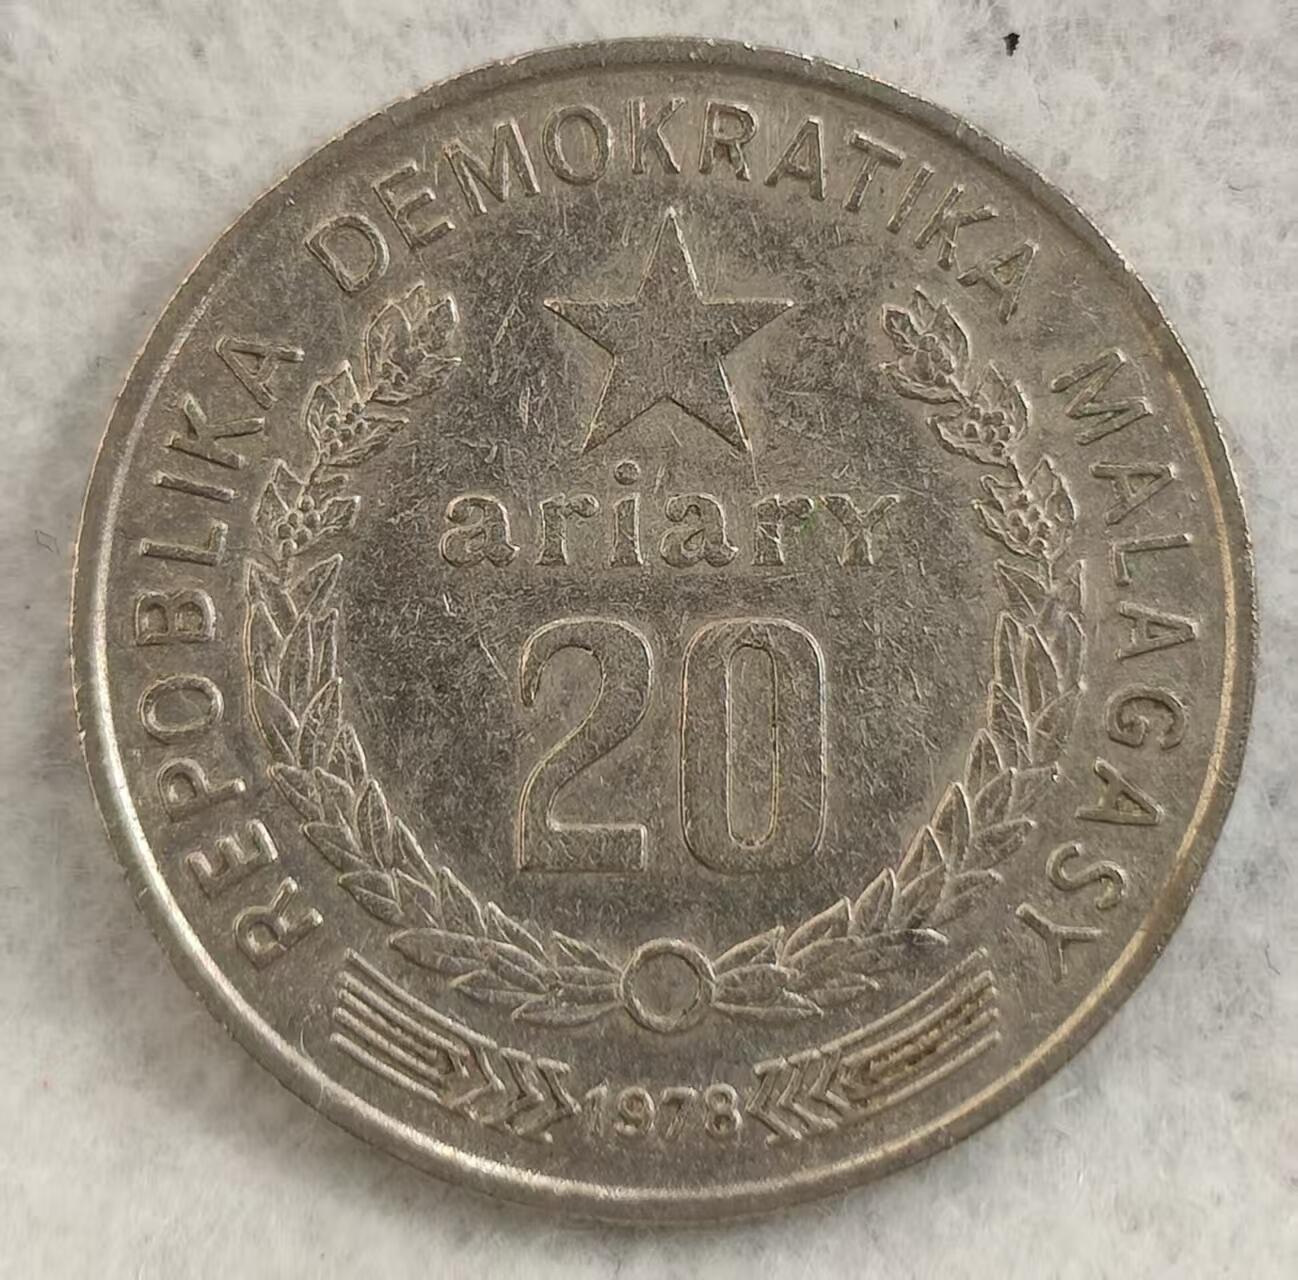 REPOBLIKA DEMOKRATIKA MALAGASY
ariary
20
1978